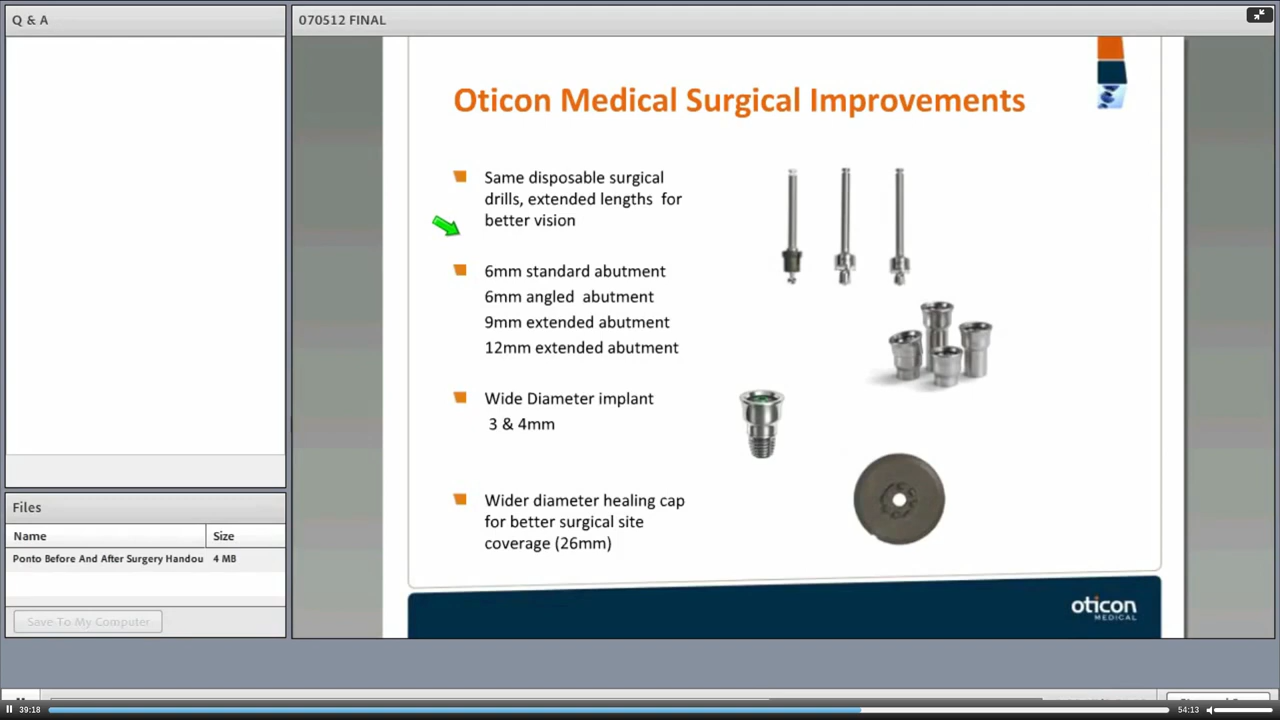 Q & A
070512 FINAL
Oticon Medical Surgical Improvements
Same disposable surgical
drills, extended lengths for
better vision
6mm standard abutment
6mm angled abutment
9mm extended abutment
12mm extended abutment
Wide Diameter implant
3 & 4mm
Wider diameter healing cap
for better surgical site
coverage (26mm)
oticon
MEDICAL
Files
Name Size
Ponto Before And After Surgery Handou 4 MB
Save To My Computer
39:18
54:13